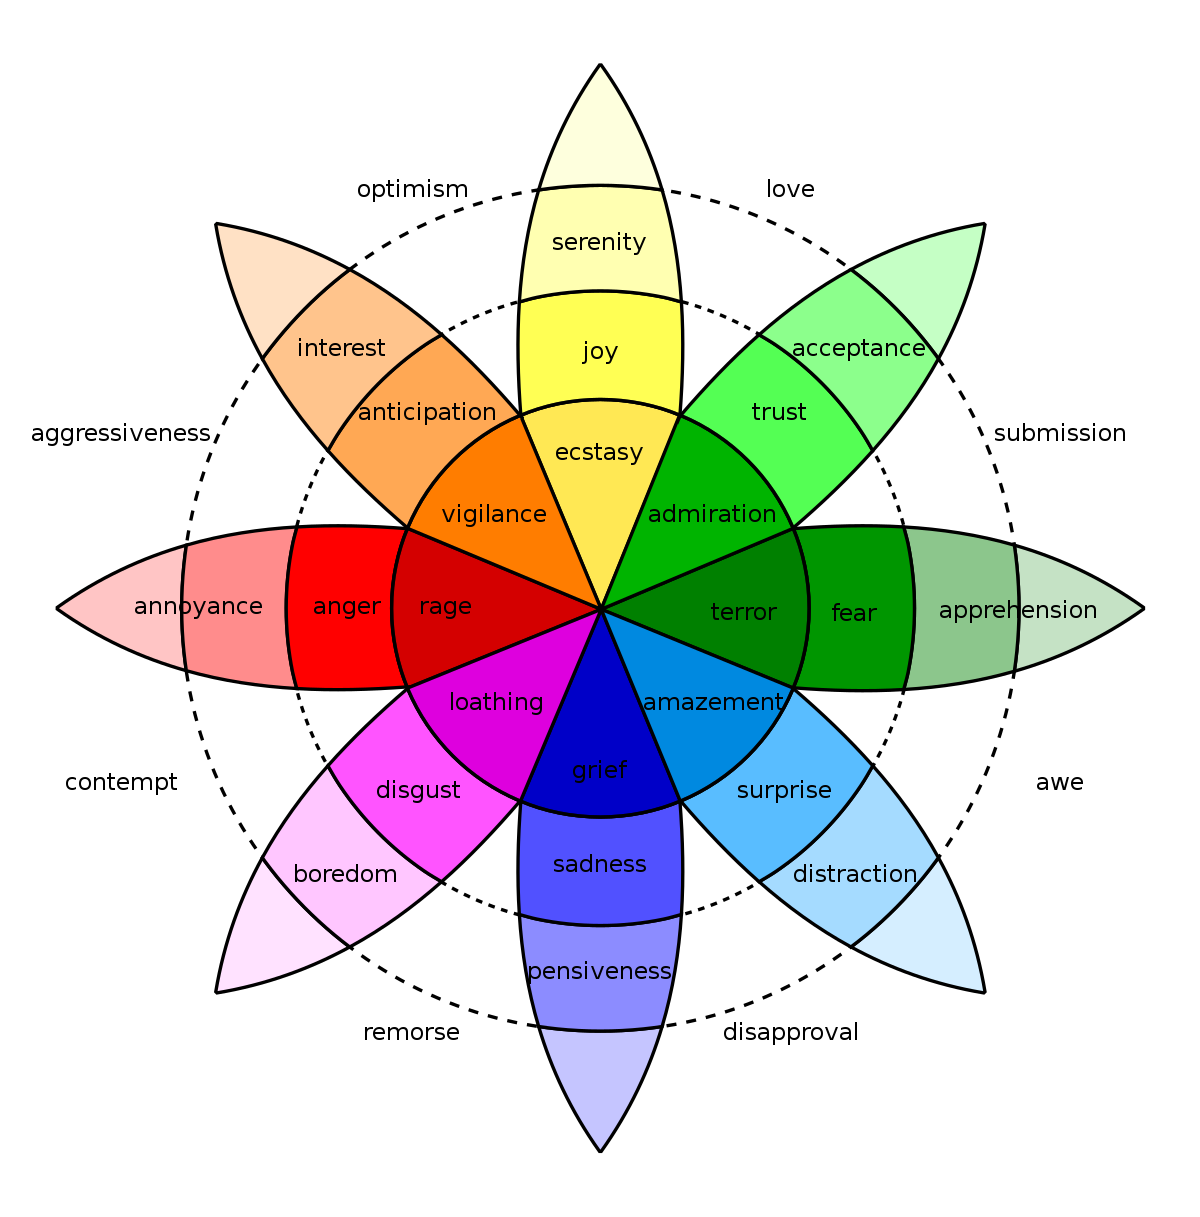 optimism
love
serenity
interest
joy
acceptance
anticipation
trust
aggressiveness
submission
ecstasy
vigilance
admiration
annoyance
anger
rage
terror
fear
apprehension
loathing
amazement
contempt
grief
awe
disgust
surprise
sadness
boredom
distraction
pensiveness
remorse
disapproval